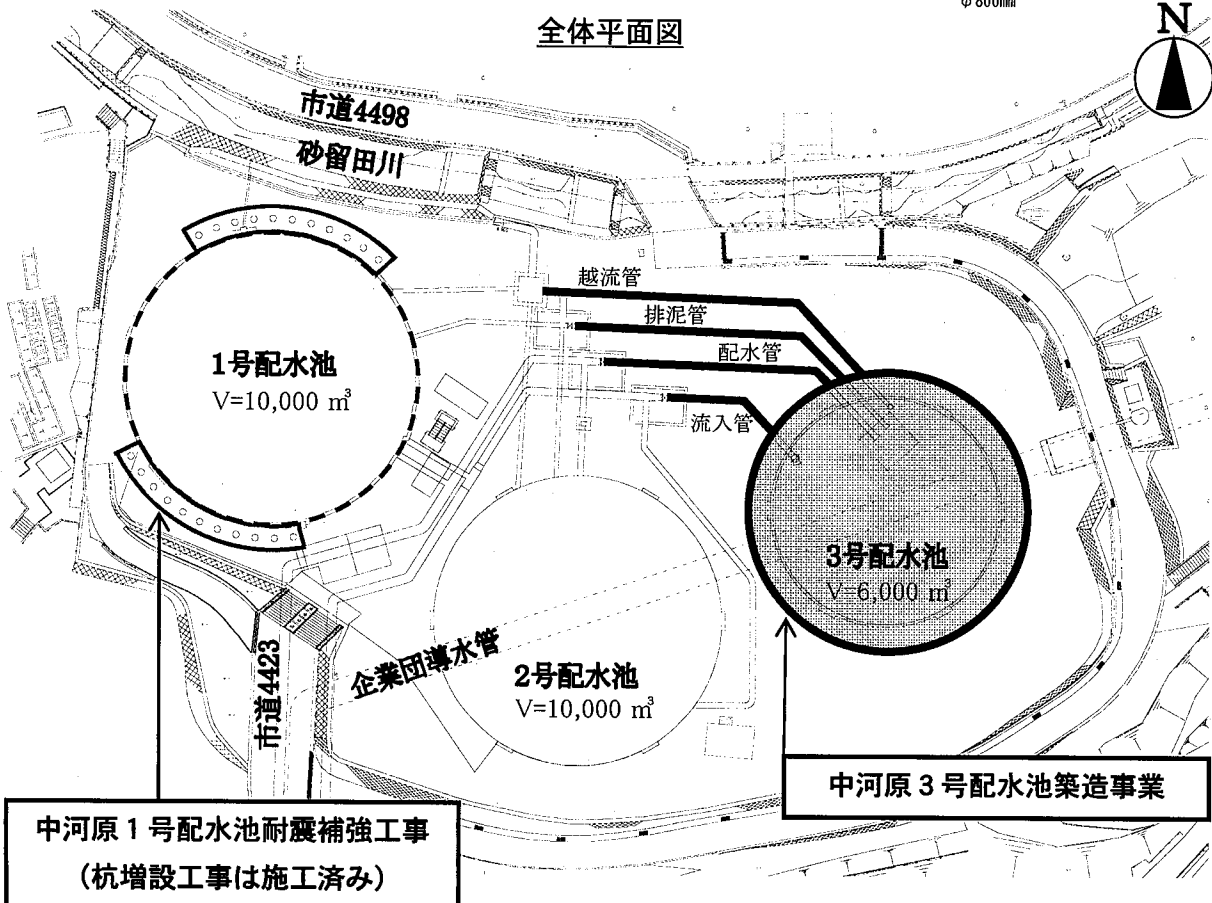 φ800㎜
全体平面図
N
市道4498
砂留田川
越流管
排泥管
配水管
流入管
1号配水池
V=10,000 ㎥
3号配水池
V=6,000 ㎥
企業団導水管
2号配水池
V=10,000 ㎥
市道4423
中河原3号配水池築造事業
中河原1号配水池耐震補強工事
(杭増設工事は施工済み)